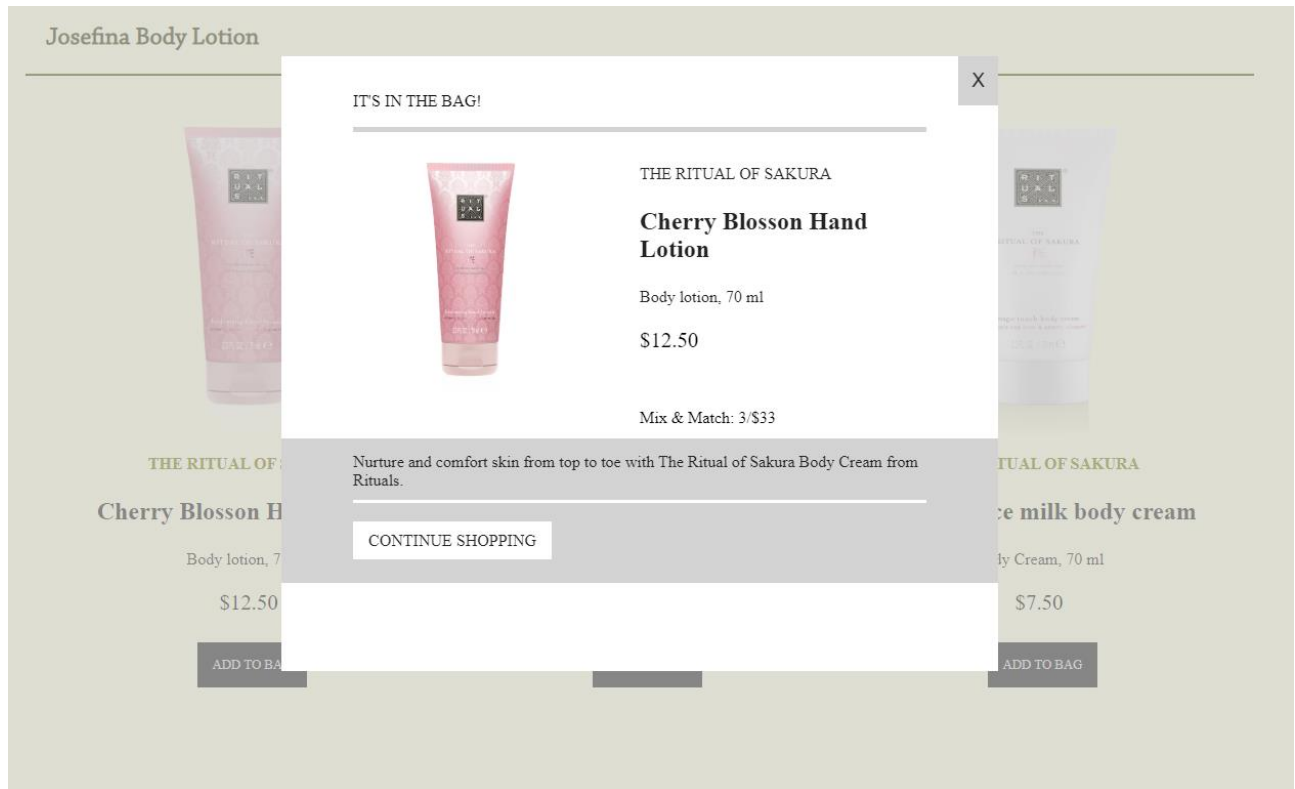 Josefina Body Lotion
X
IT'S IN THE BAG!
THE RITUAL OF SAKURA
Cherry Blosson Hand
Lotion
Body lotion, 70 ml
$12.50
Mix & Match: 3/$33
Nurture and comfort skin from top to toe with The Ritual of Sakura Body Cream from
Rituals.
CONTINUE SHOPPING
THE RITUAL OF
Cherry Blosson H
Body lotion, 7
$12.50
ADD TO BA
TUAL OF SAKURA
ce milk body cream
ly Cream, 70 ml
$7.50
ADD TO BAG